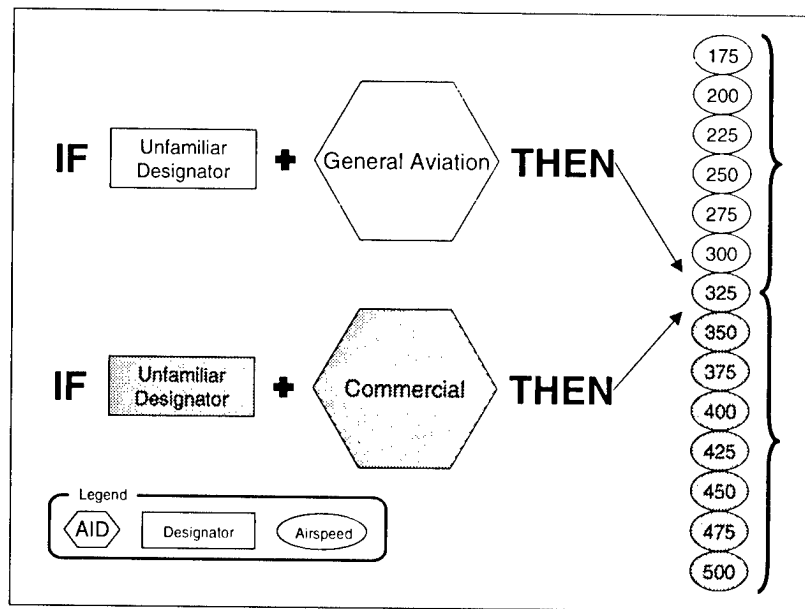 IF
Unfamiliar
Designator
+
General Aviation
THEN
IF
Unfamiliar
Designator
+
Commercial
THEN
175
200
225
250
275
300
325
350
375
400
425
450
475
500
Legend
AID
Designator
Airspeed